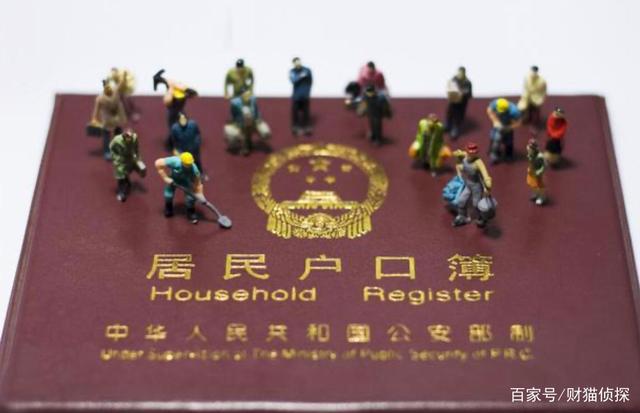 居民户口簿
Household Register
中华人民共和国公安部制
Under Supervision of The Ministry of Public Security of P.R.C.
百家号/财猫侦探